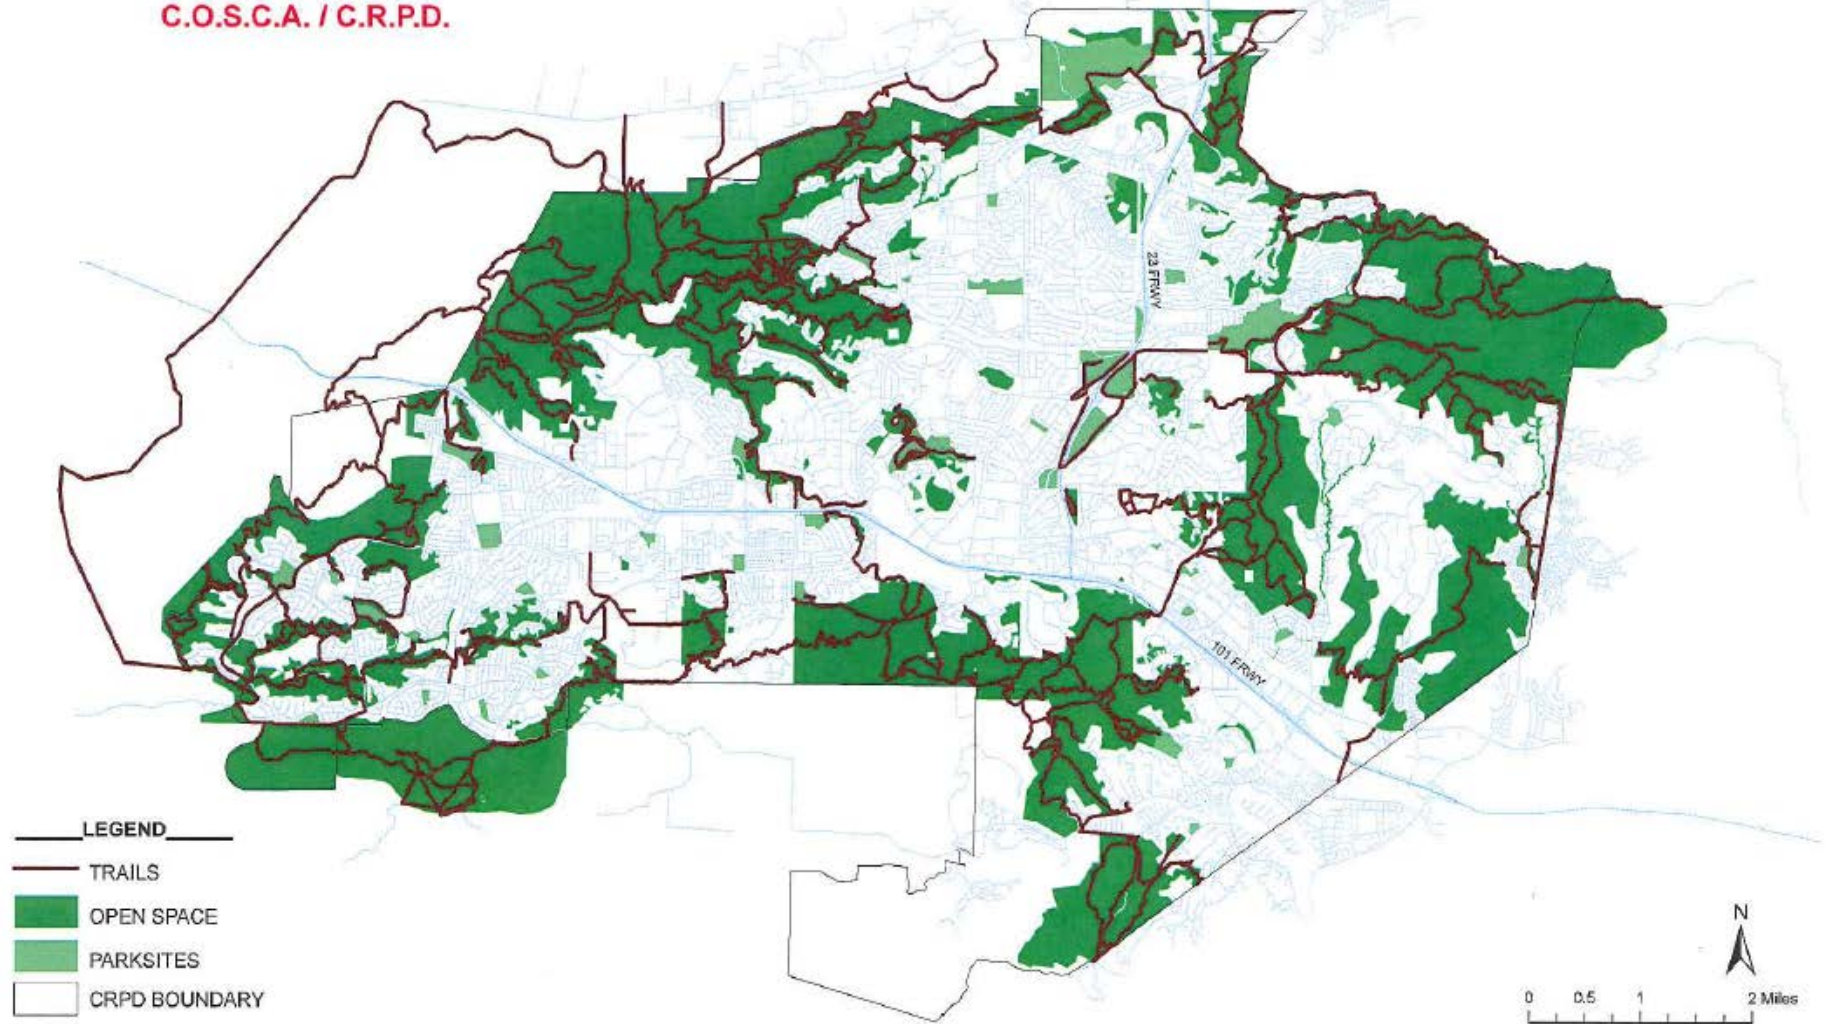 C.O.S.C.A. / C.R.P.D.
23 FRWY
101 FRWY
LEGEND
TRAILS
OPEN SPACE
PARKSITES
CRPD BOUNDARY
N
0 0.5 1 2 Miles